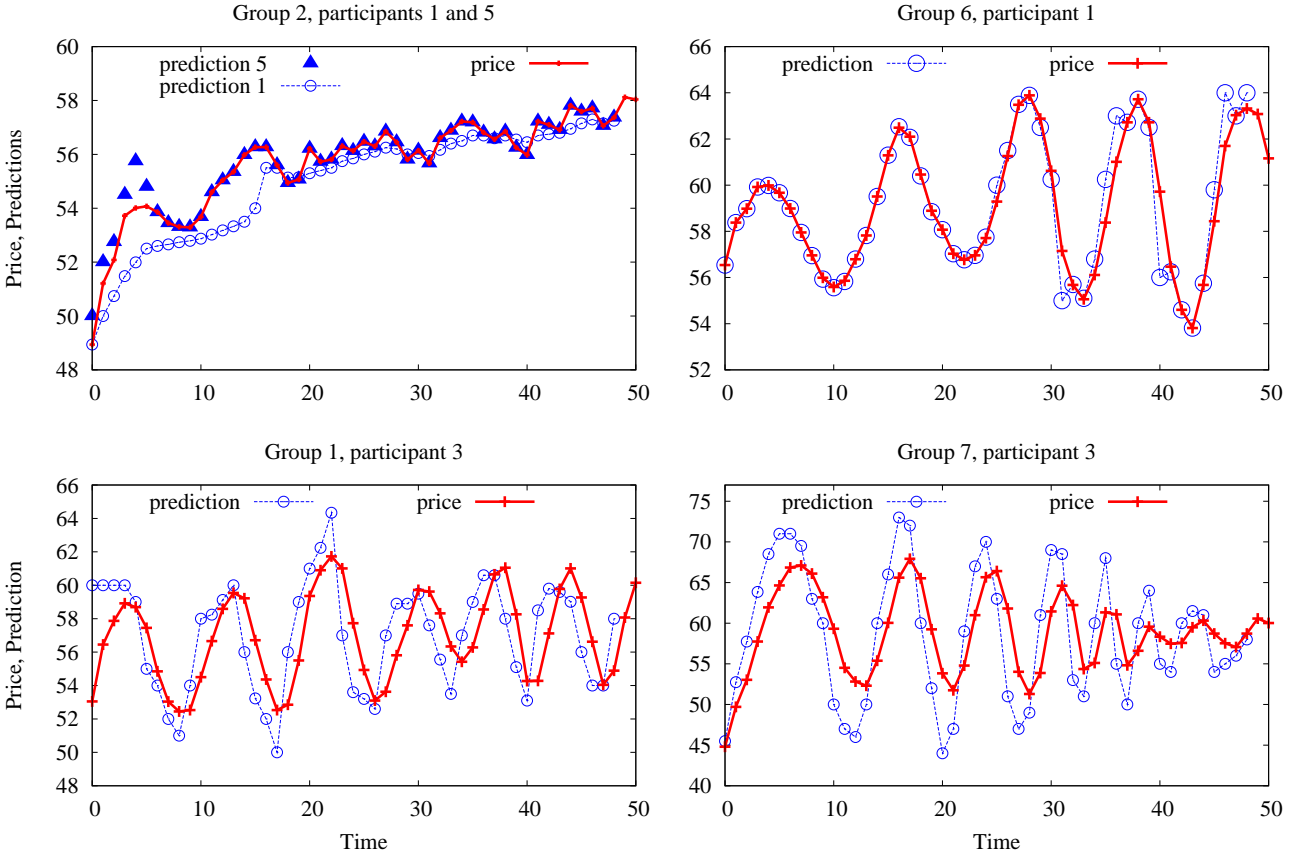 Group 2, participants 1 and 5
Price, Predictions
60
58
56
54
52
50
48
prediction 5
prediction 1
price
0 10 20 30 40 50
Group 6, participant 1
66
64
62
60
58
56
54
52
prediction
price
0 10 20 30 40 50
Group 1, participant 3
Price, Prediction
66
64
62
60
58
56
54
52
50
48
prediction
price
0 10 20 30 40 50
Time
Group 7, participant 3
75
70
65
60
55
50
45
40
prediction
price
0 10 20 30 40 50
Time